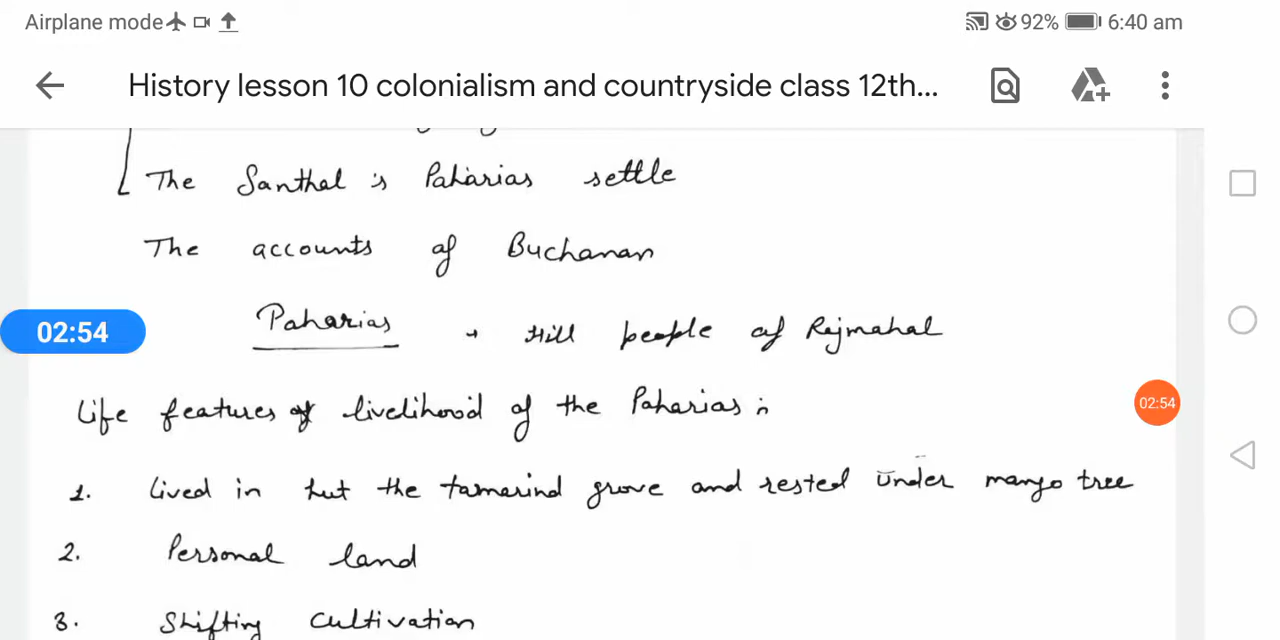 Airplane mode 92% 6:40 am
History lesson 10 colonialism and countryside class 12th...
The Santhal is Paharias settle
The accounts of Buchanan
02:54
Paharias → Hill people of Rajmahal
Life features of livelihood of the Paharias :
02:54
1. Lived in hut the tamarind grove and rested under mango tree
2. Personal land
3. Shifting cultivation